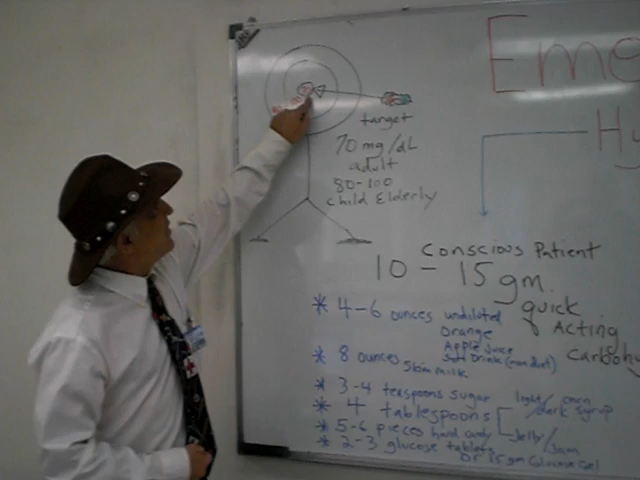 Eme
Hy
target
70 mg/dL
adult
80-100
child Elderly
Conscious Patient
10 - 15 gm.
quick
Acting
Carbohy
* 4-6 ounces undiluted
Orange
Apple Juice
Soft Drink (non diet)
* 8 ounces
Skim milk
* 3-4 teaspoons sugar
* 4 tablespoons
light/dark corn syrup
Jelly/Jam
* 5-6 pieces hard candy
* 2-3 glucose tablets
Or 15 gm Glucose Gel